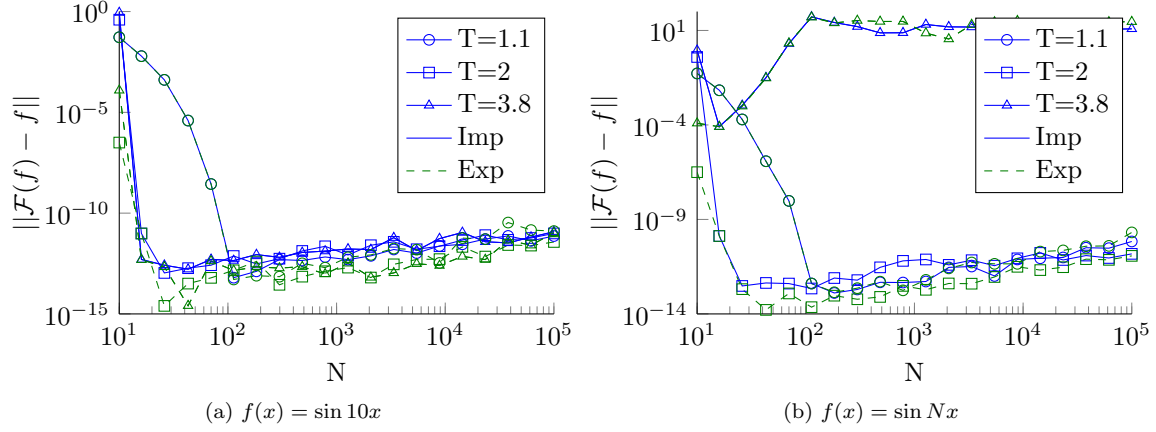 10^0
10^−5
10^−10
10^−15
||F(f) − f||
10^1 10^2 10^3 10^4 10^5
N
T=1.1
T=2
T=3.8
Imp
Exp
(a) f(x) = sin 10x
10^1
10^−4
10^−9
10^−14
||F(f) − f||
10^1 10^2 10^3 10^4 10^5
N
T=1.1
T=2
T=3.8
Imp
Exp
(b) f(x) = sin Nx